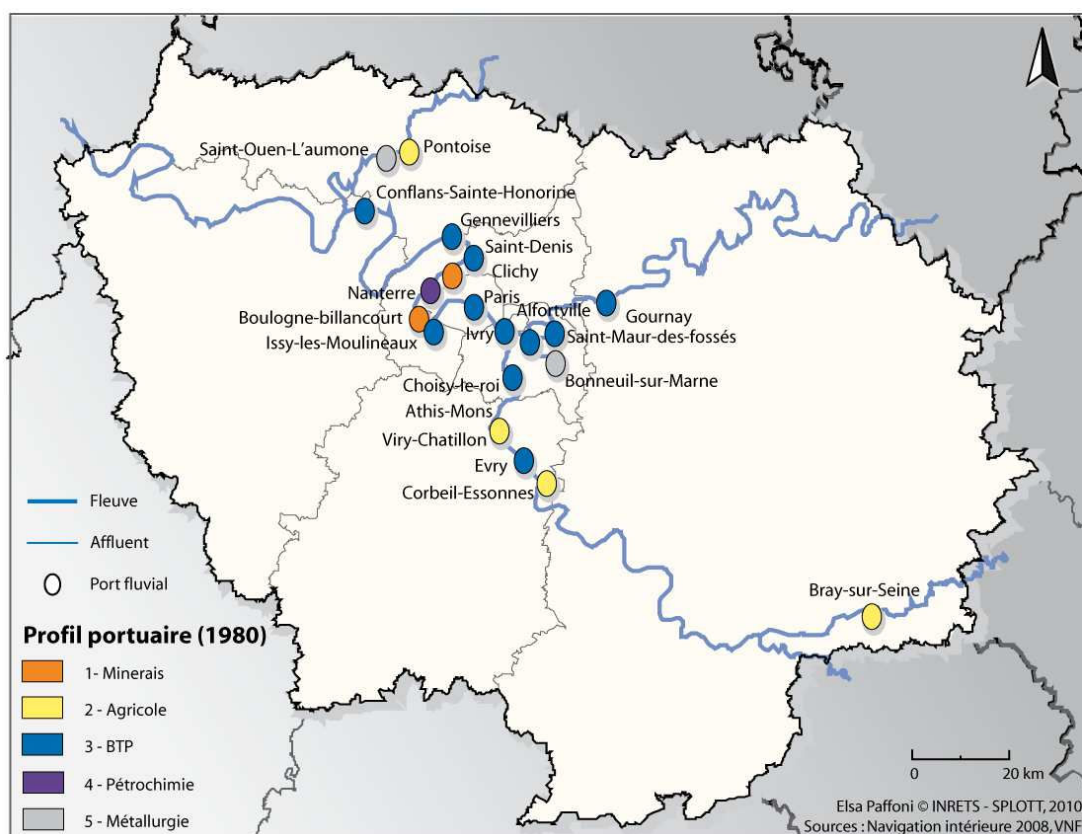 Saint-Ouen-L'aumone
Pontoise
Conflans-Sainte-Honorine
Gennevilliers
Saint-Denis
Clichy
Nanterre
Paris
Alfortville
Boulogne-billancourt
Gournay
Issy-les-Moulineaux
Ivry
Saint-Maur-des-fossés
Choisy-le-roi
Bonneuil-sur-Marne
Athis-Mons
Viry-Chatillon
Evry
Corbeil-Essonnes
Bray-sur-Seine
Fleuve
Affluent
Port fluvial
Profil portuaire (1980)
1- Minerais
2 - Agricole
3 - BTP
4 - Pétrochimie
5 - Métallurgie
0 20 km
Elsa Paffoni © INRETS - SPLOTT, 2010
Sources : Navigation intérieure 2008, VNF